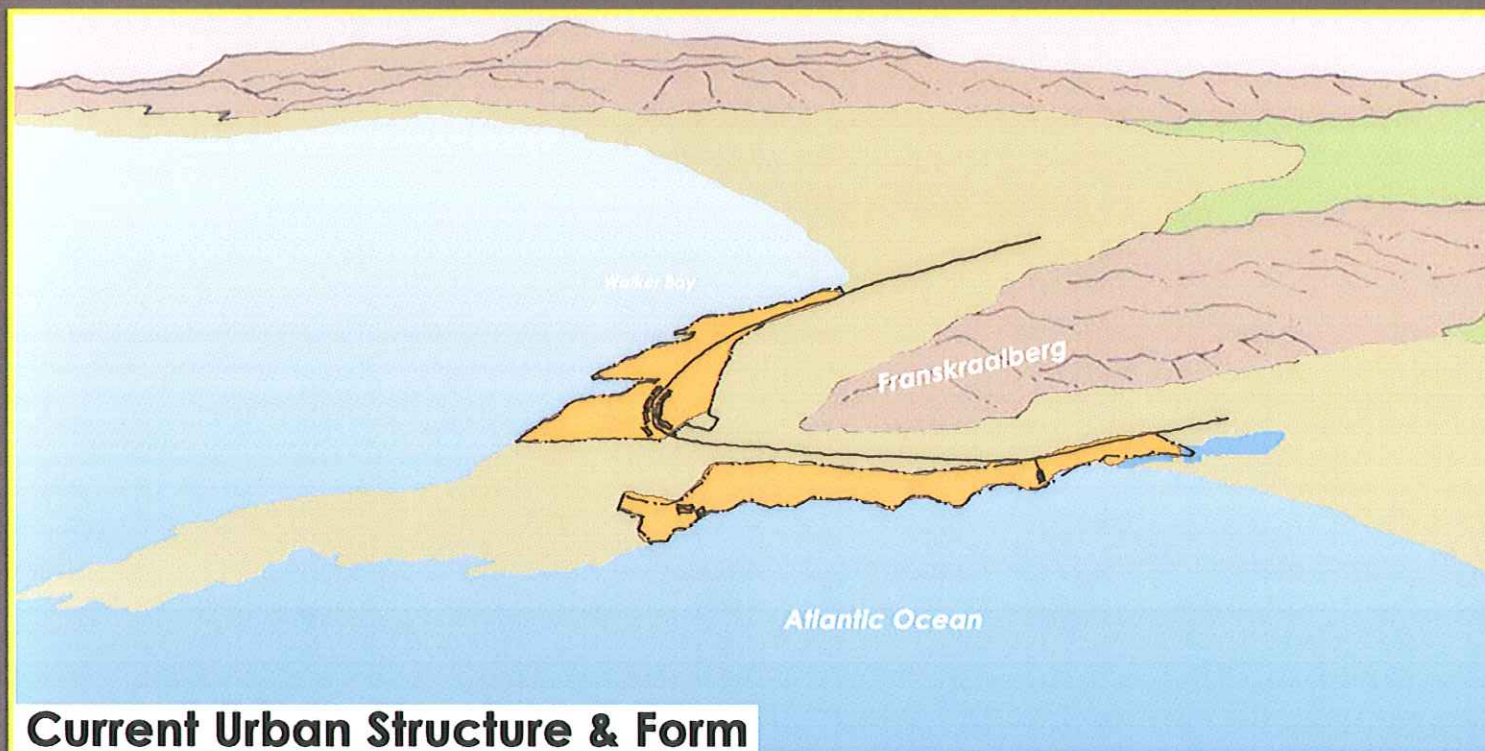 Walker Bay
Franskraalberg
Atlantic Ocean
Current Urban Structure & Form